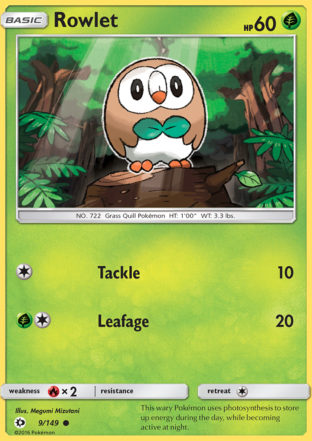 BASIC Rowlet HP60
NO. 722 Grass Quill Pokémon HT: 1'00" WT: 3.3 lbs.
Tackle 10
Leafage 20
weakness ×2 resistance retreat
Illus. Megumi Mizutani
9/149
©2016 Pokémon
This wary Pokémon uses photosynthesis to store
up energy during the day, while becoming
active at night.